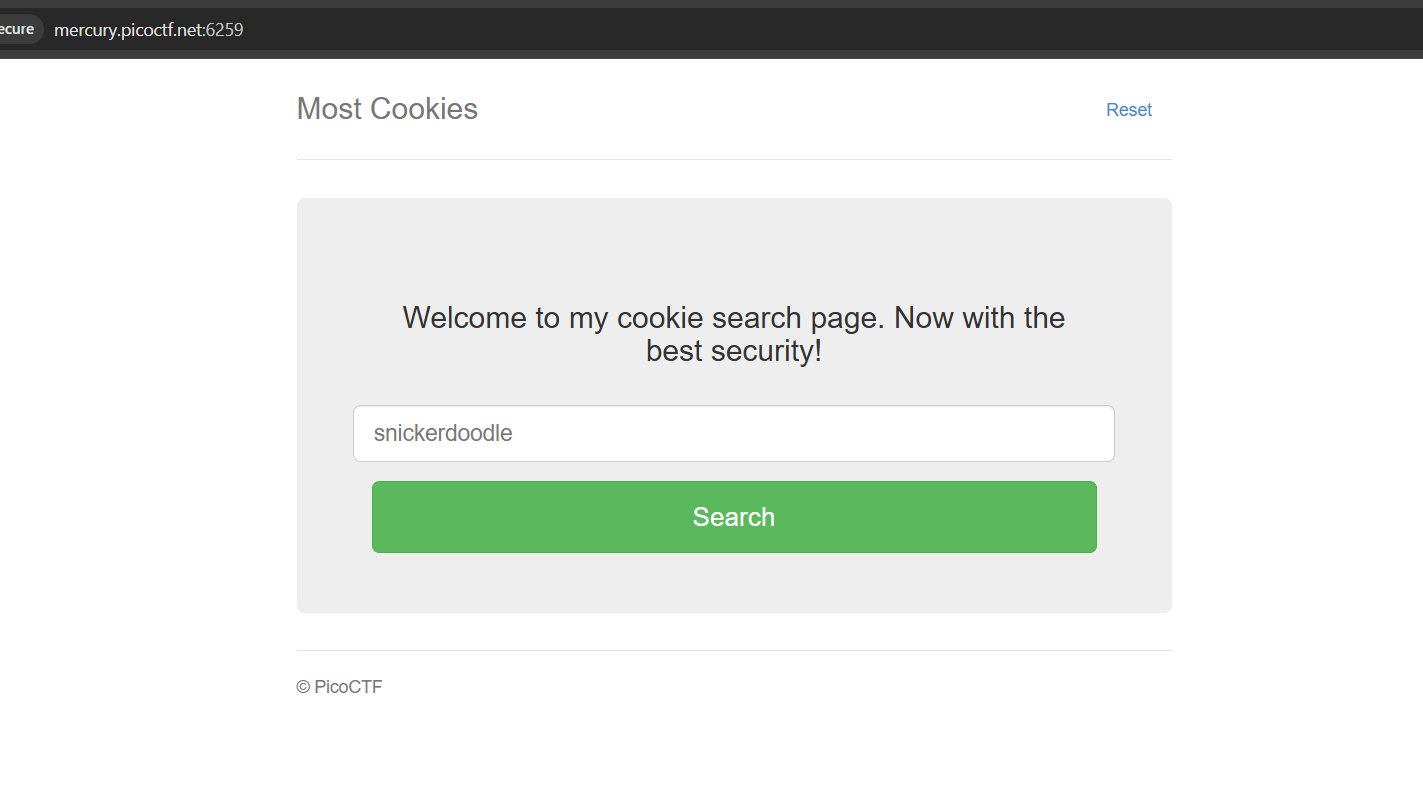 ecure mercury.picoctf.net:6259
Most Cookies Reset
Welcome to my cookie search page. Now with the
best security!
snickerdoodle
Search
© PicoCTF